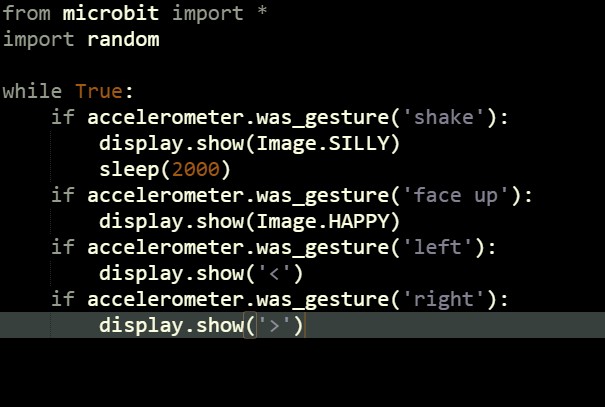 from microbit import *
import random

while True:
    if accelerometer.was_gesture('shake'):
        display.show(Image.SILLY)
        sleep(2000)
    if accelerometer.was_gesture('face up'):
        display.show(Image.HAPPY)
    if accelerometer.was_gesture('left'):
        display.show('<')
    if accelerometer.was_gesture('right'):
        display.show('>')